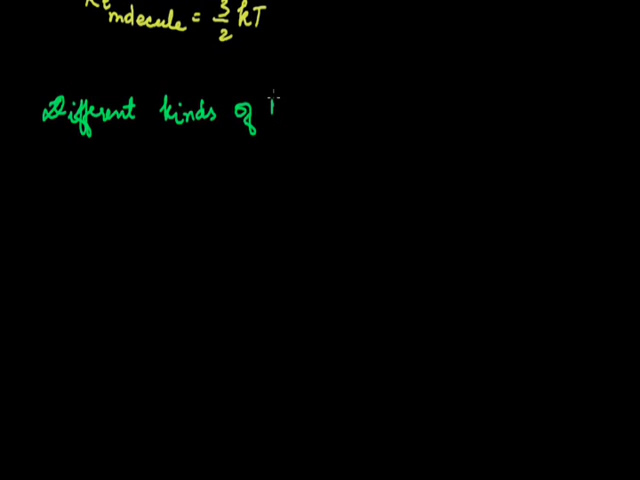 KE molecule = 3/2 kT
Different kinds of